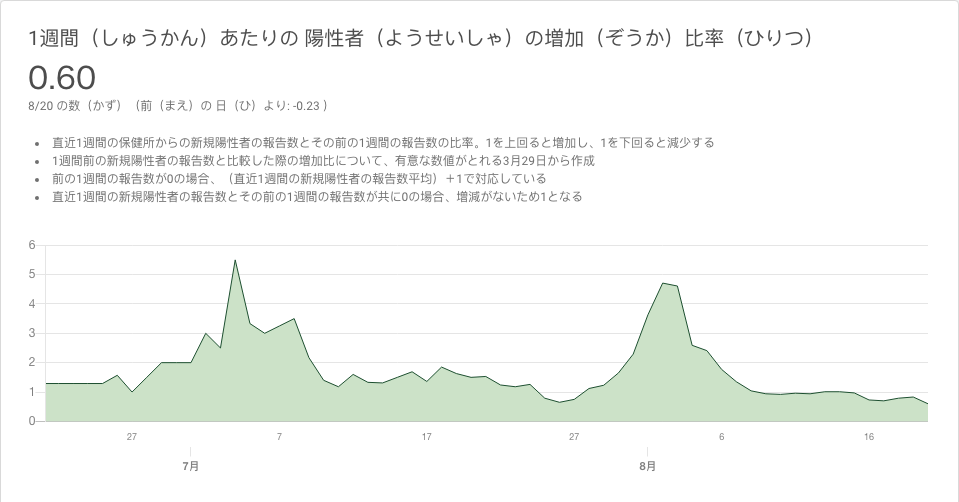 1週間（しゅうかん）あたりの 陽性者（ようせいしゃ）の増加（ぞうか）比率（ひりつ）
0.60
8/20 の数（かず）（前（まえ）の 日（ひ）より: -0.23 ）
• 直近1週間の保健所からの新規陽性者の報告数とその前の1週間の報告数の比率。1を上回ると増加し、1を下回ると減少する
• 1週間前の新規陽性者の報告数と比較した際の増加比について、有意な数値がとれる3月29日から作成
• 前の1週間の報告数が0の場合、（直近1週間の新規陽性者の報告数平均）＋1で対応している
• 直近1週間の新規陽性者の報告数とその前の1週間の報告数が共に0の場合、増減がないため1となる
6
5
4
3
2
1
0
27 7 17 27 6 16
7月 8月